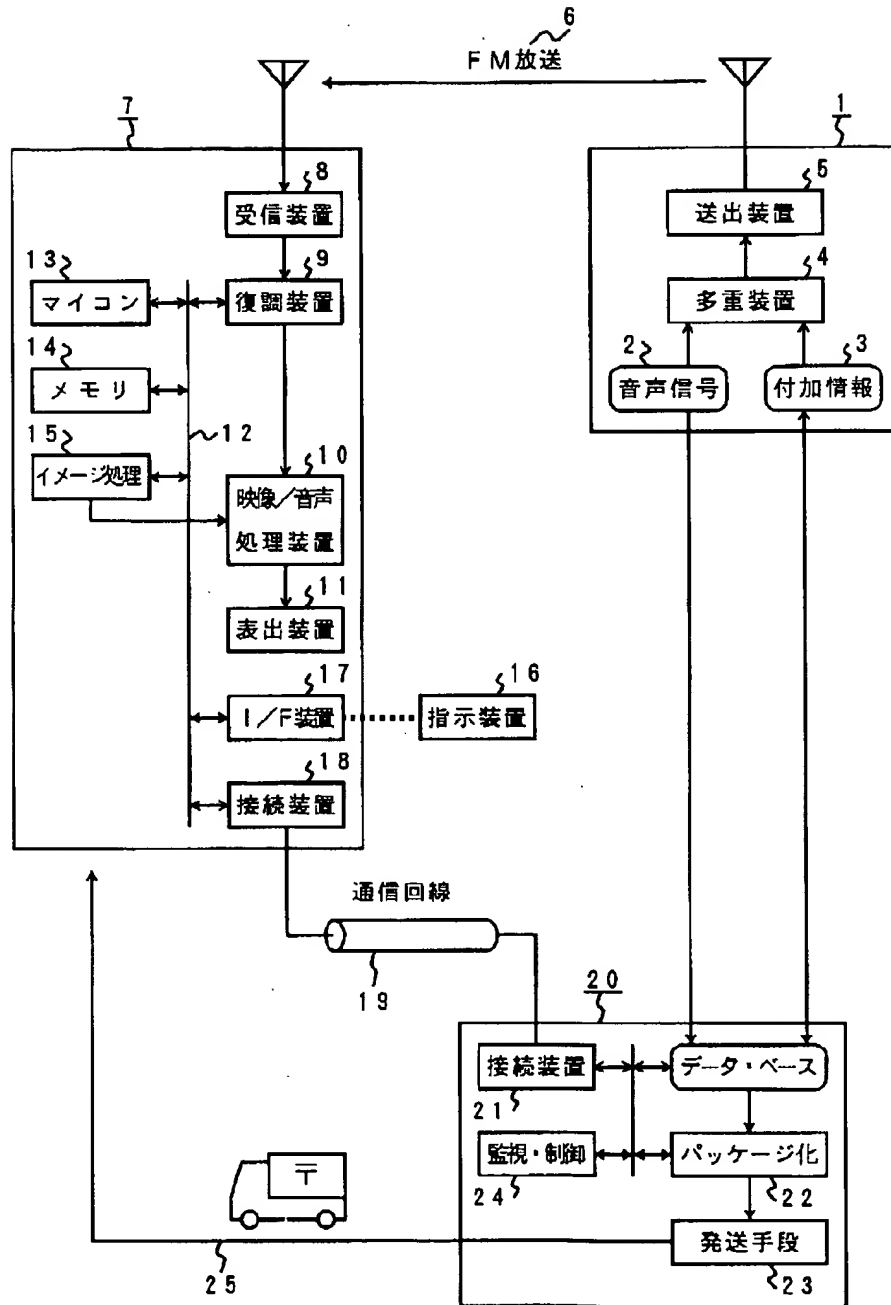 6
FM放送
7
1
8
受信装置
5
送出装置
13
マイコン
9
復調装置
4
多重装置
14
メモリ
2
音声信号
3
付加情報
12
15
イメージ処理
10
映像/音声
処理装置
11
表出装置
17
I/F装置
16
指示装置
18
接続装置
通信回線
19
20
接続装置
21
データ・ベース
監視・制御
24
パッケージ化
22
〒
発送手段
23
25